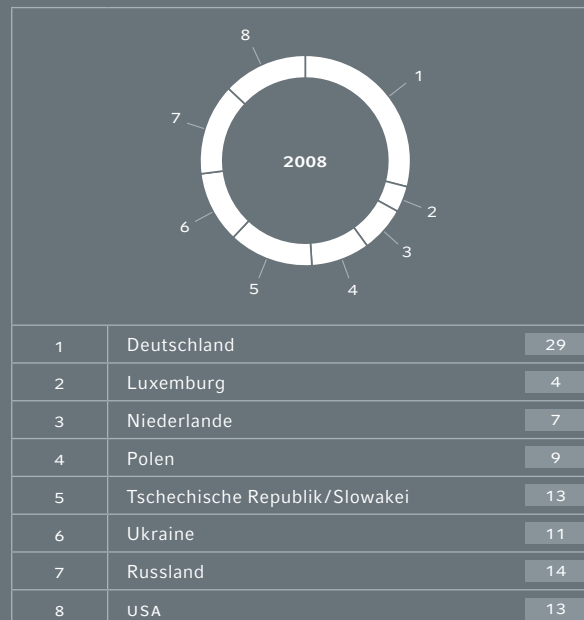 8
1
7
2008
2
6
3
5
4
1 Deutschland 29
2 Luxemburg 4
3 Niederlande 7
4 Polen 9
5 Tschechische Republik/Slowakei 13
6 Ukraine 11
7 Russland 14
8 USA 13